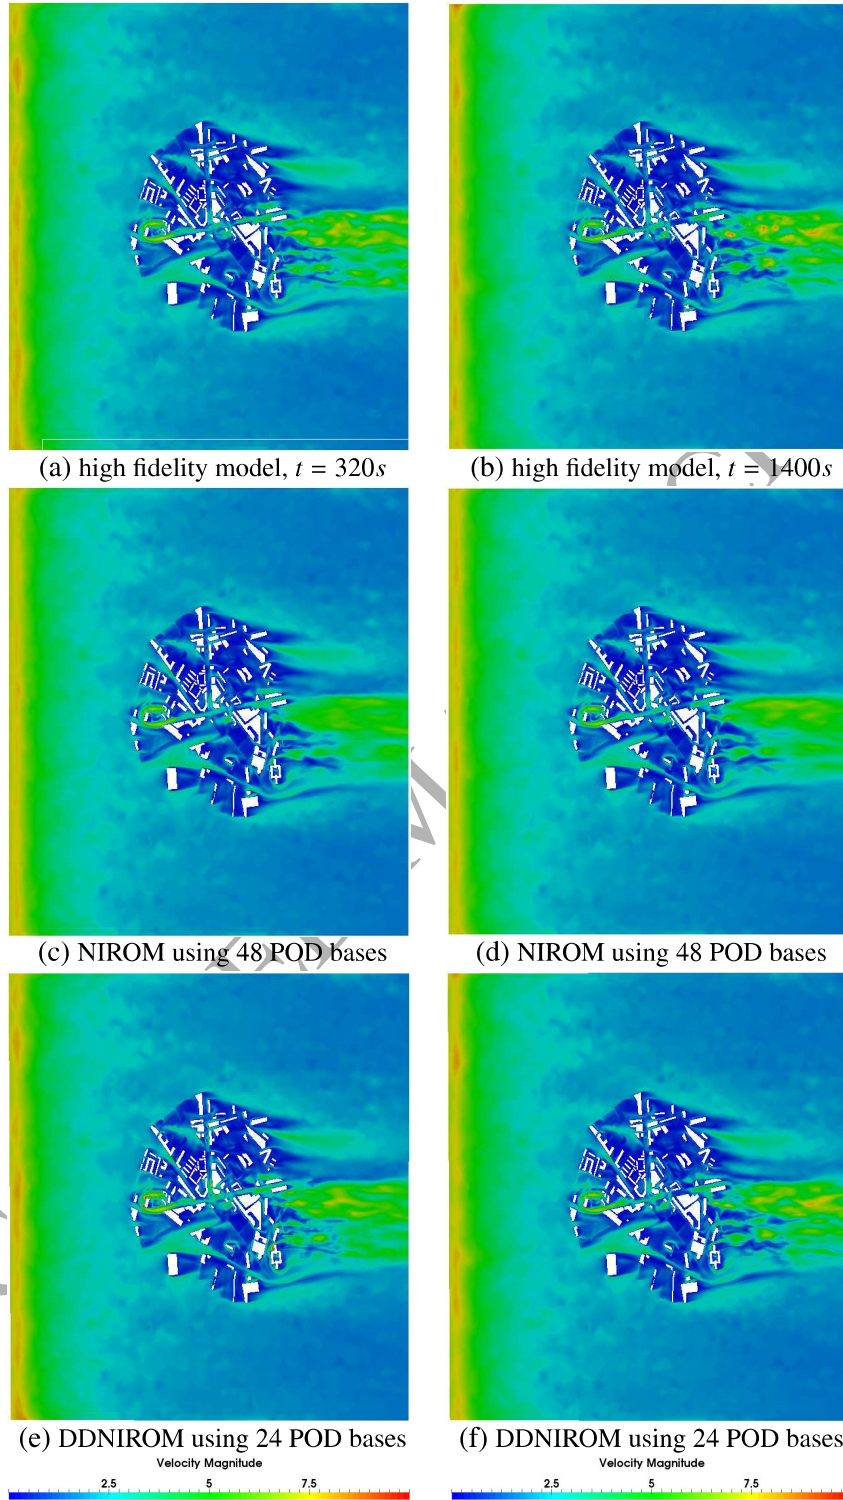 (a) high fidelity model, t = 320s
(b) high fidelity model, t = 1400s
(c) NIROM using 48 POD bases
(d) NIROM using 48 POD bases
(e) DDNIROM using 24 POD bases
(f) DDNIROM using 24 POD bases
Velocity Magnitude
2.5 5 7.5
Velocity Magnitude
2.5 5 7.5